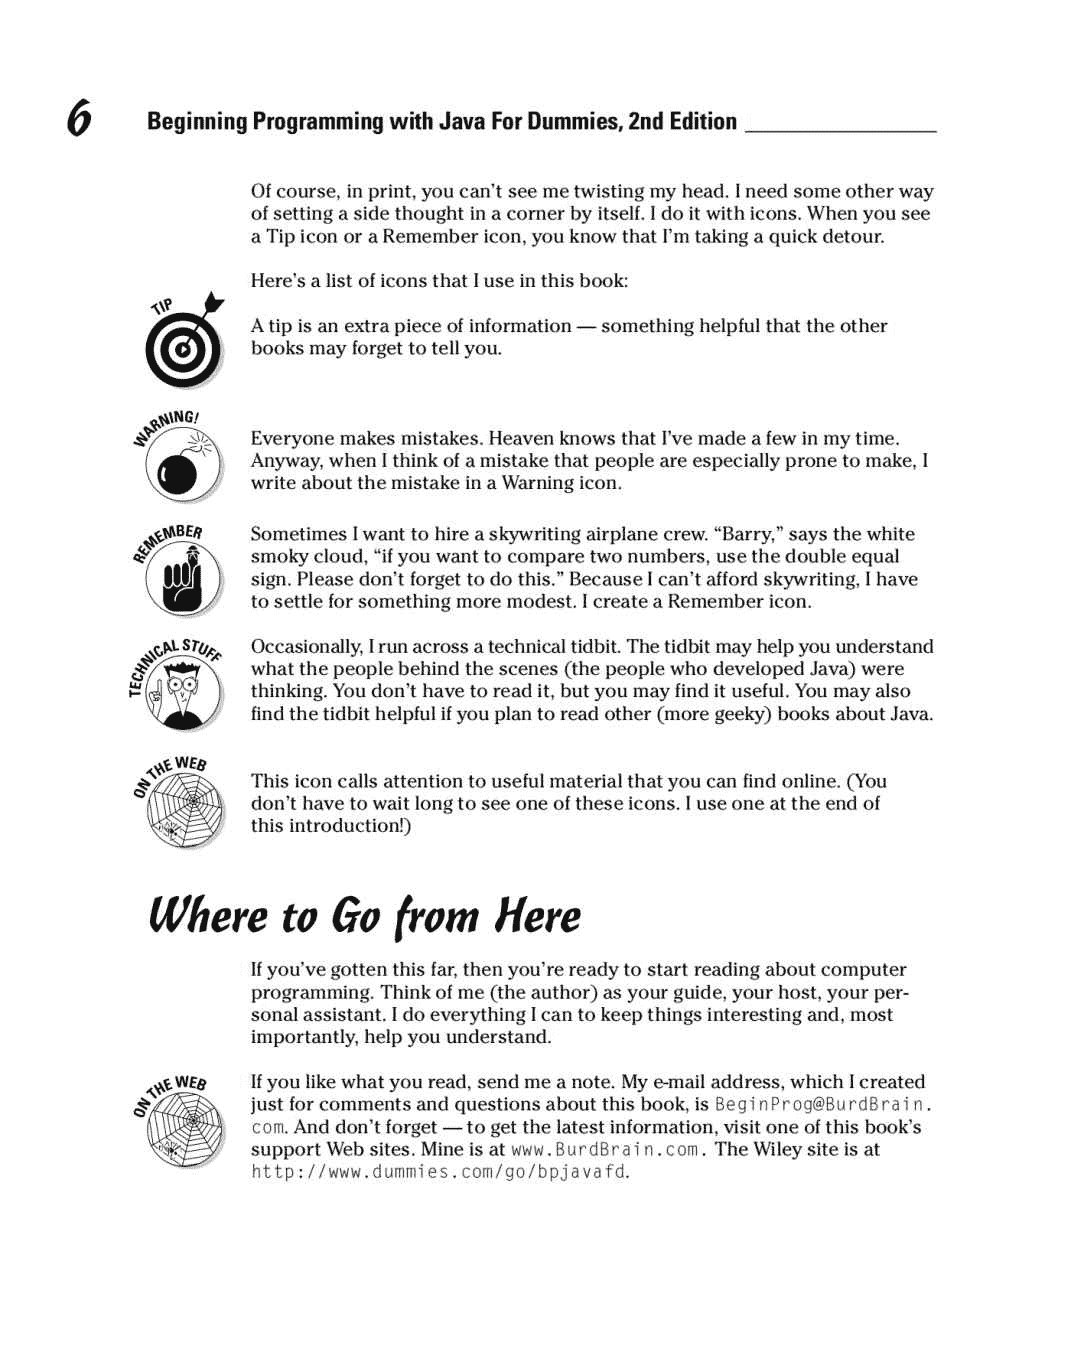 6 Beginning Programming with Java For Dummies, 2nd Edition
Of course, in print, you can’t see me twisting my head. I need some other way
of setting a side thought in a corner by itself. I do it with icons. When you see
a Tip icon or a Remember icon, you know that I’m taking a quick detour.
Here’s a list of icons that I use in this book:
TIP
A tip is an extra piece of information — something helpful that the other
books may forget to tell you.
WARNING!
Everyone makes mistakes. Heaven knows that I’ve made a few in my time.
Anyway, when I think of a mistake that people are especially prone to make, I
write about the mistake in a Warning icon.
REMEMBER
Sometimes I want to hire a skywriting airplane crew. “Barry,” says the white
smoky cloud, “if you want to compare two numbers, use the double equal
sign. Please don’t forget to do this.” Because I can’t afford skywriting, I have
to settle for something more modest. I create a Remember icon.
TECHNICAL STUFF
Occasionally, I run across a technical tidbit. The tidbit may help you understand
what the people behind the scenes (the people who developed Java) were
thinking. You don’t have to read it, but you may find it useful. You may also
find the tidbit helpful if you plan to read other (more geeky) books about Java.
ON THE WEB
This icon calls attention to useful material that you can find online. (You
don’t have to wait long to see one of these icons. I use one at the end of
this introduction!)
Where to Go from Here
If you’ve gotten this far, then you’re ready to start reading about computer
programming. Think of me (the author) as your guide, your host, your per-
sonal assistant. I do everything I can to keep things interesting and, most
importantly, help you understand.
ON THE WEB
If you like what you read, send me a note. My e-mail address, which I created
just for comments and questions about this book, is BeginProg@BurdBrain.
com. And don’t forget — to get the latest information, visit one of this book’s
support Web sites. Mine is at www.BurdBrain.com. The Wiley site is at
http://www.dummies.com/go/bpjavafd.